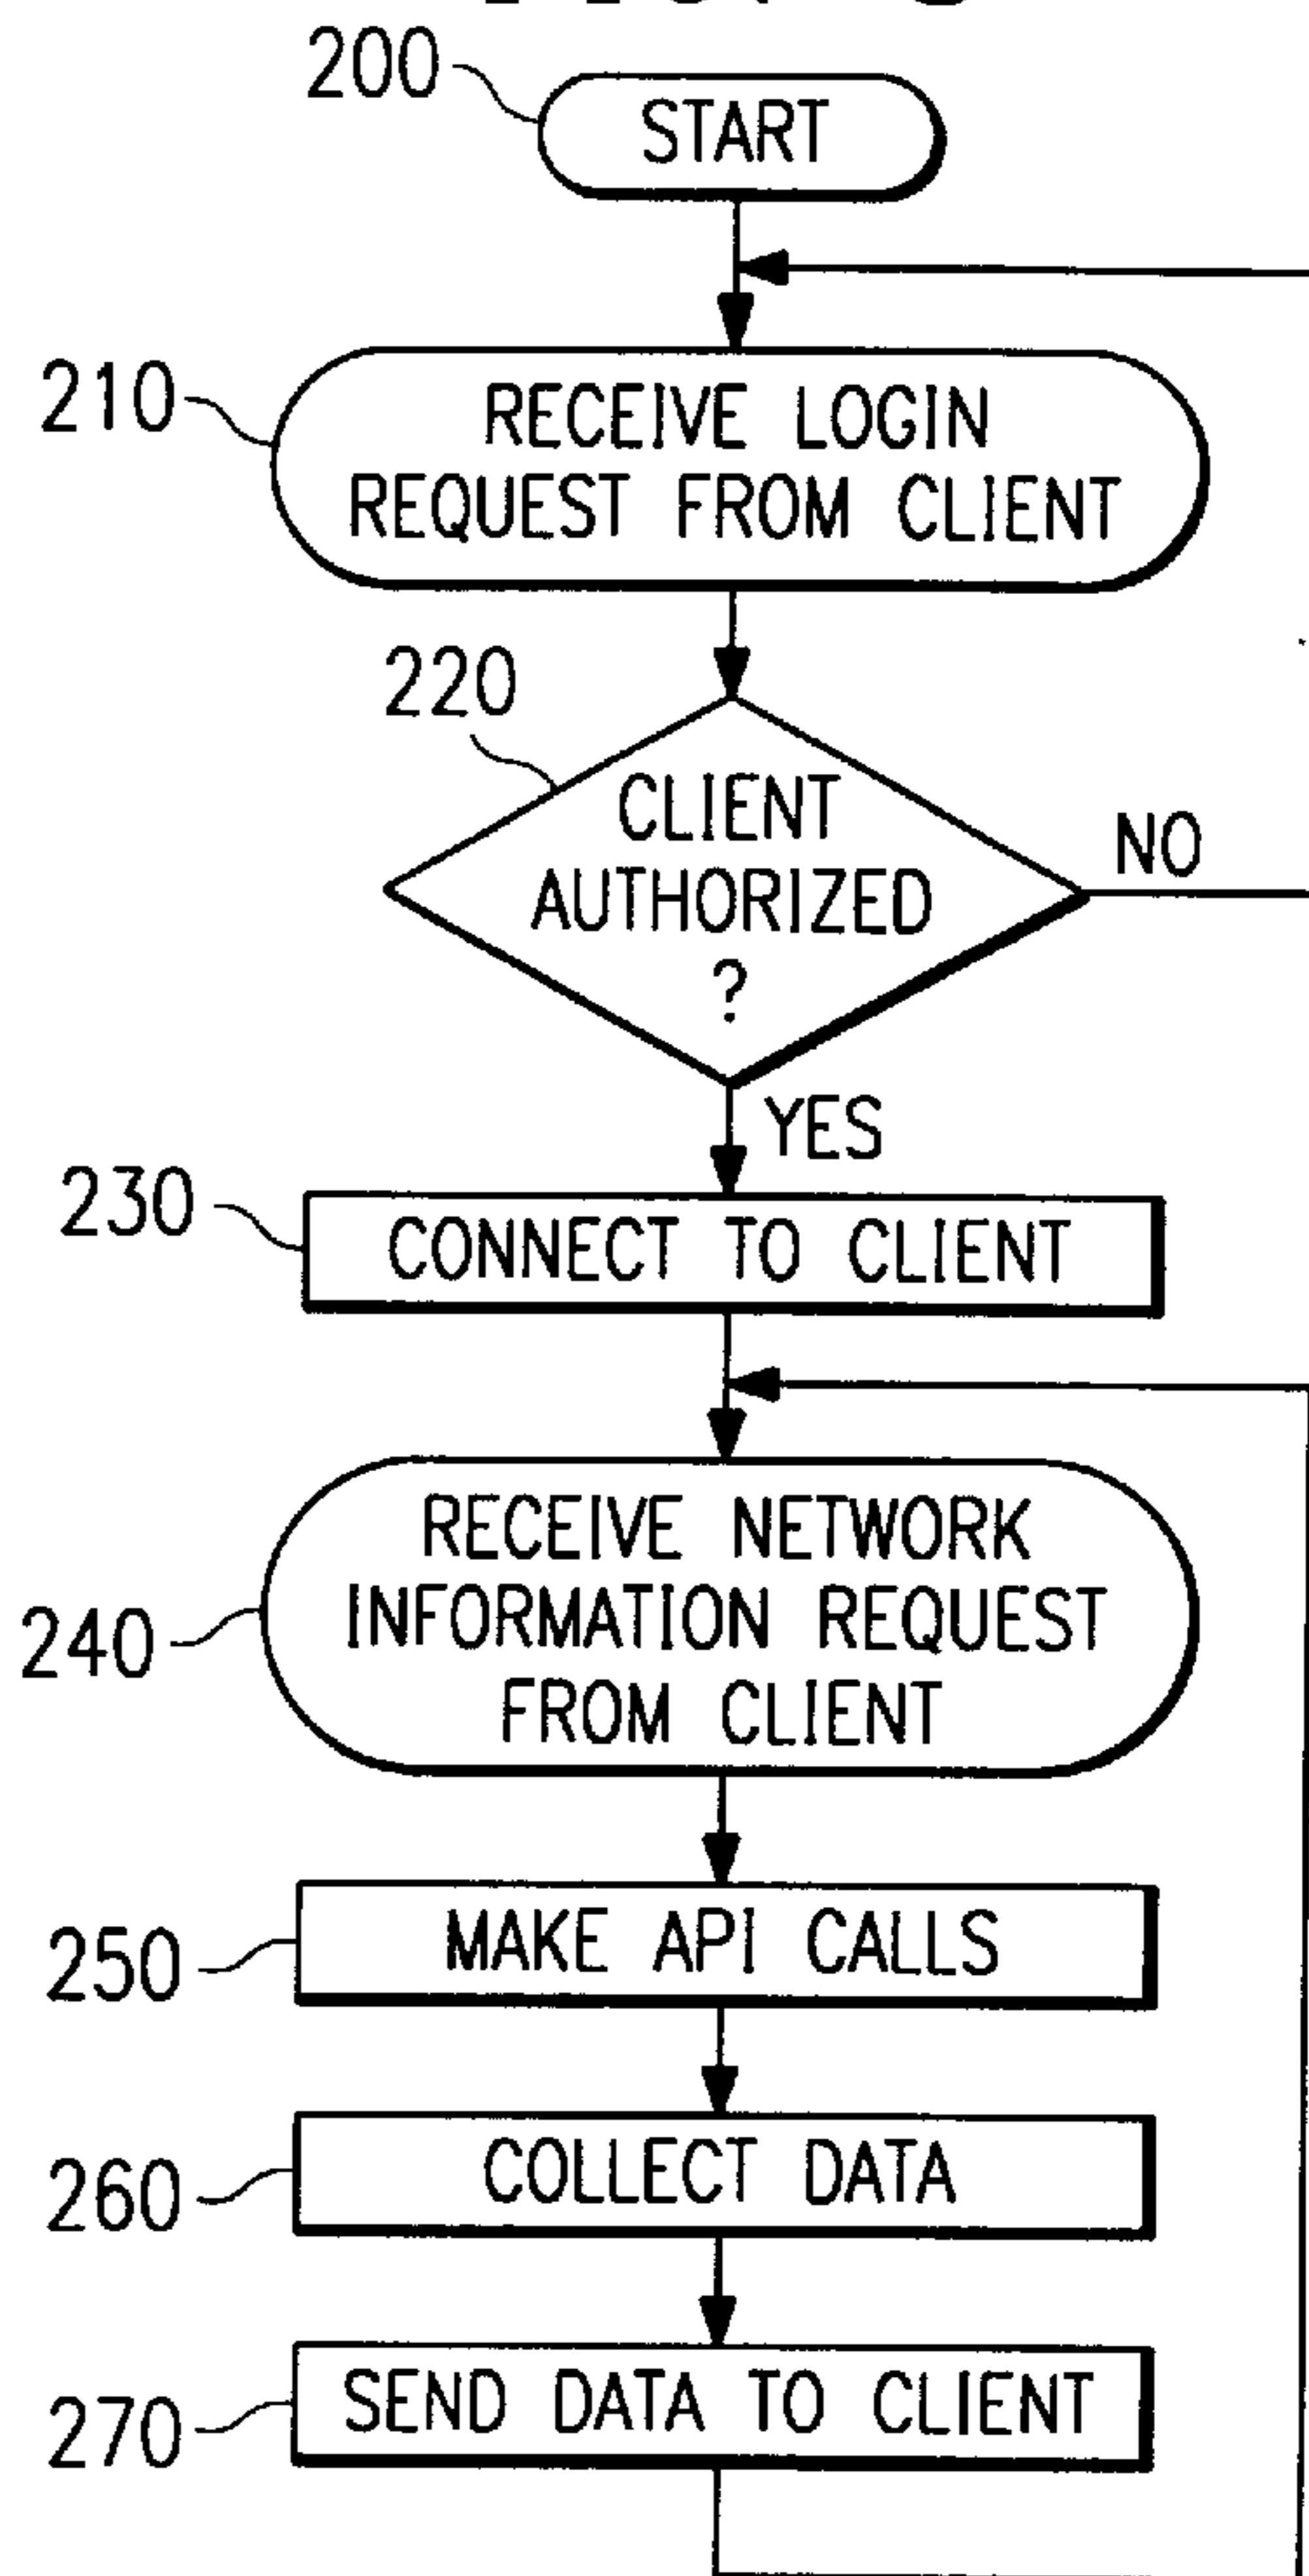 200
START
210
RECEIVE LOGIN
REQUEST FROM CLIENT
220
CLIENT
AUTHORIZED
?
NO
YES
230
CONNECT TO CLIENT
240
RECEIVE NETWORK
INFORMATION REQUEST
FROM CLIENT
250
MAKE API CALLS
260
COLLECT DATA
270
SEND DATA TO CLIENT